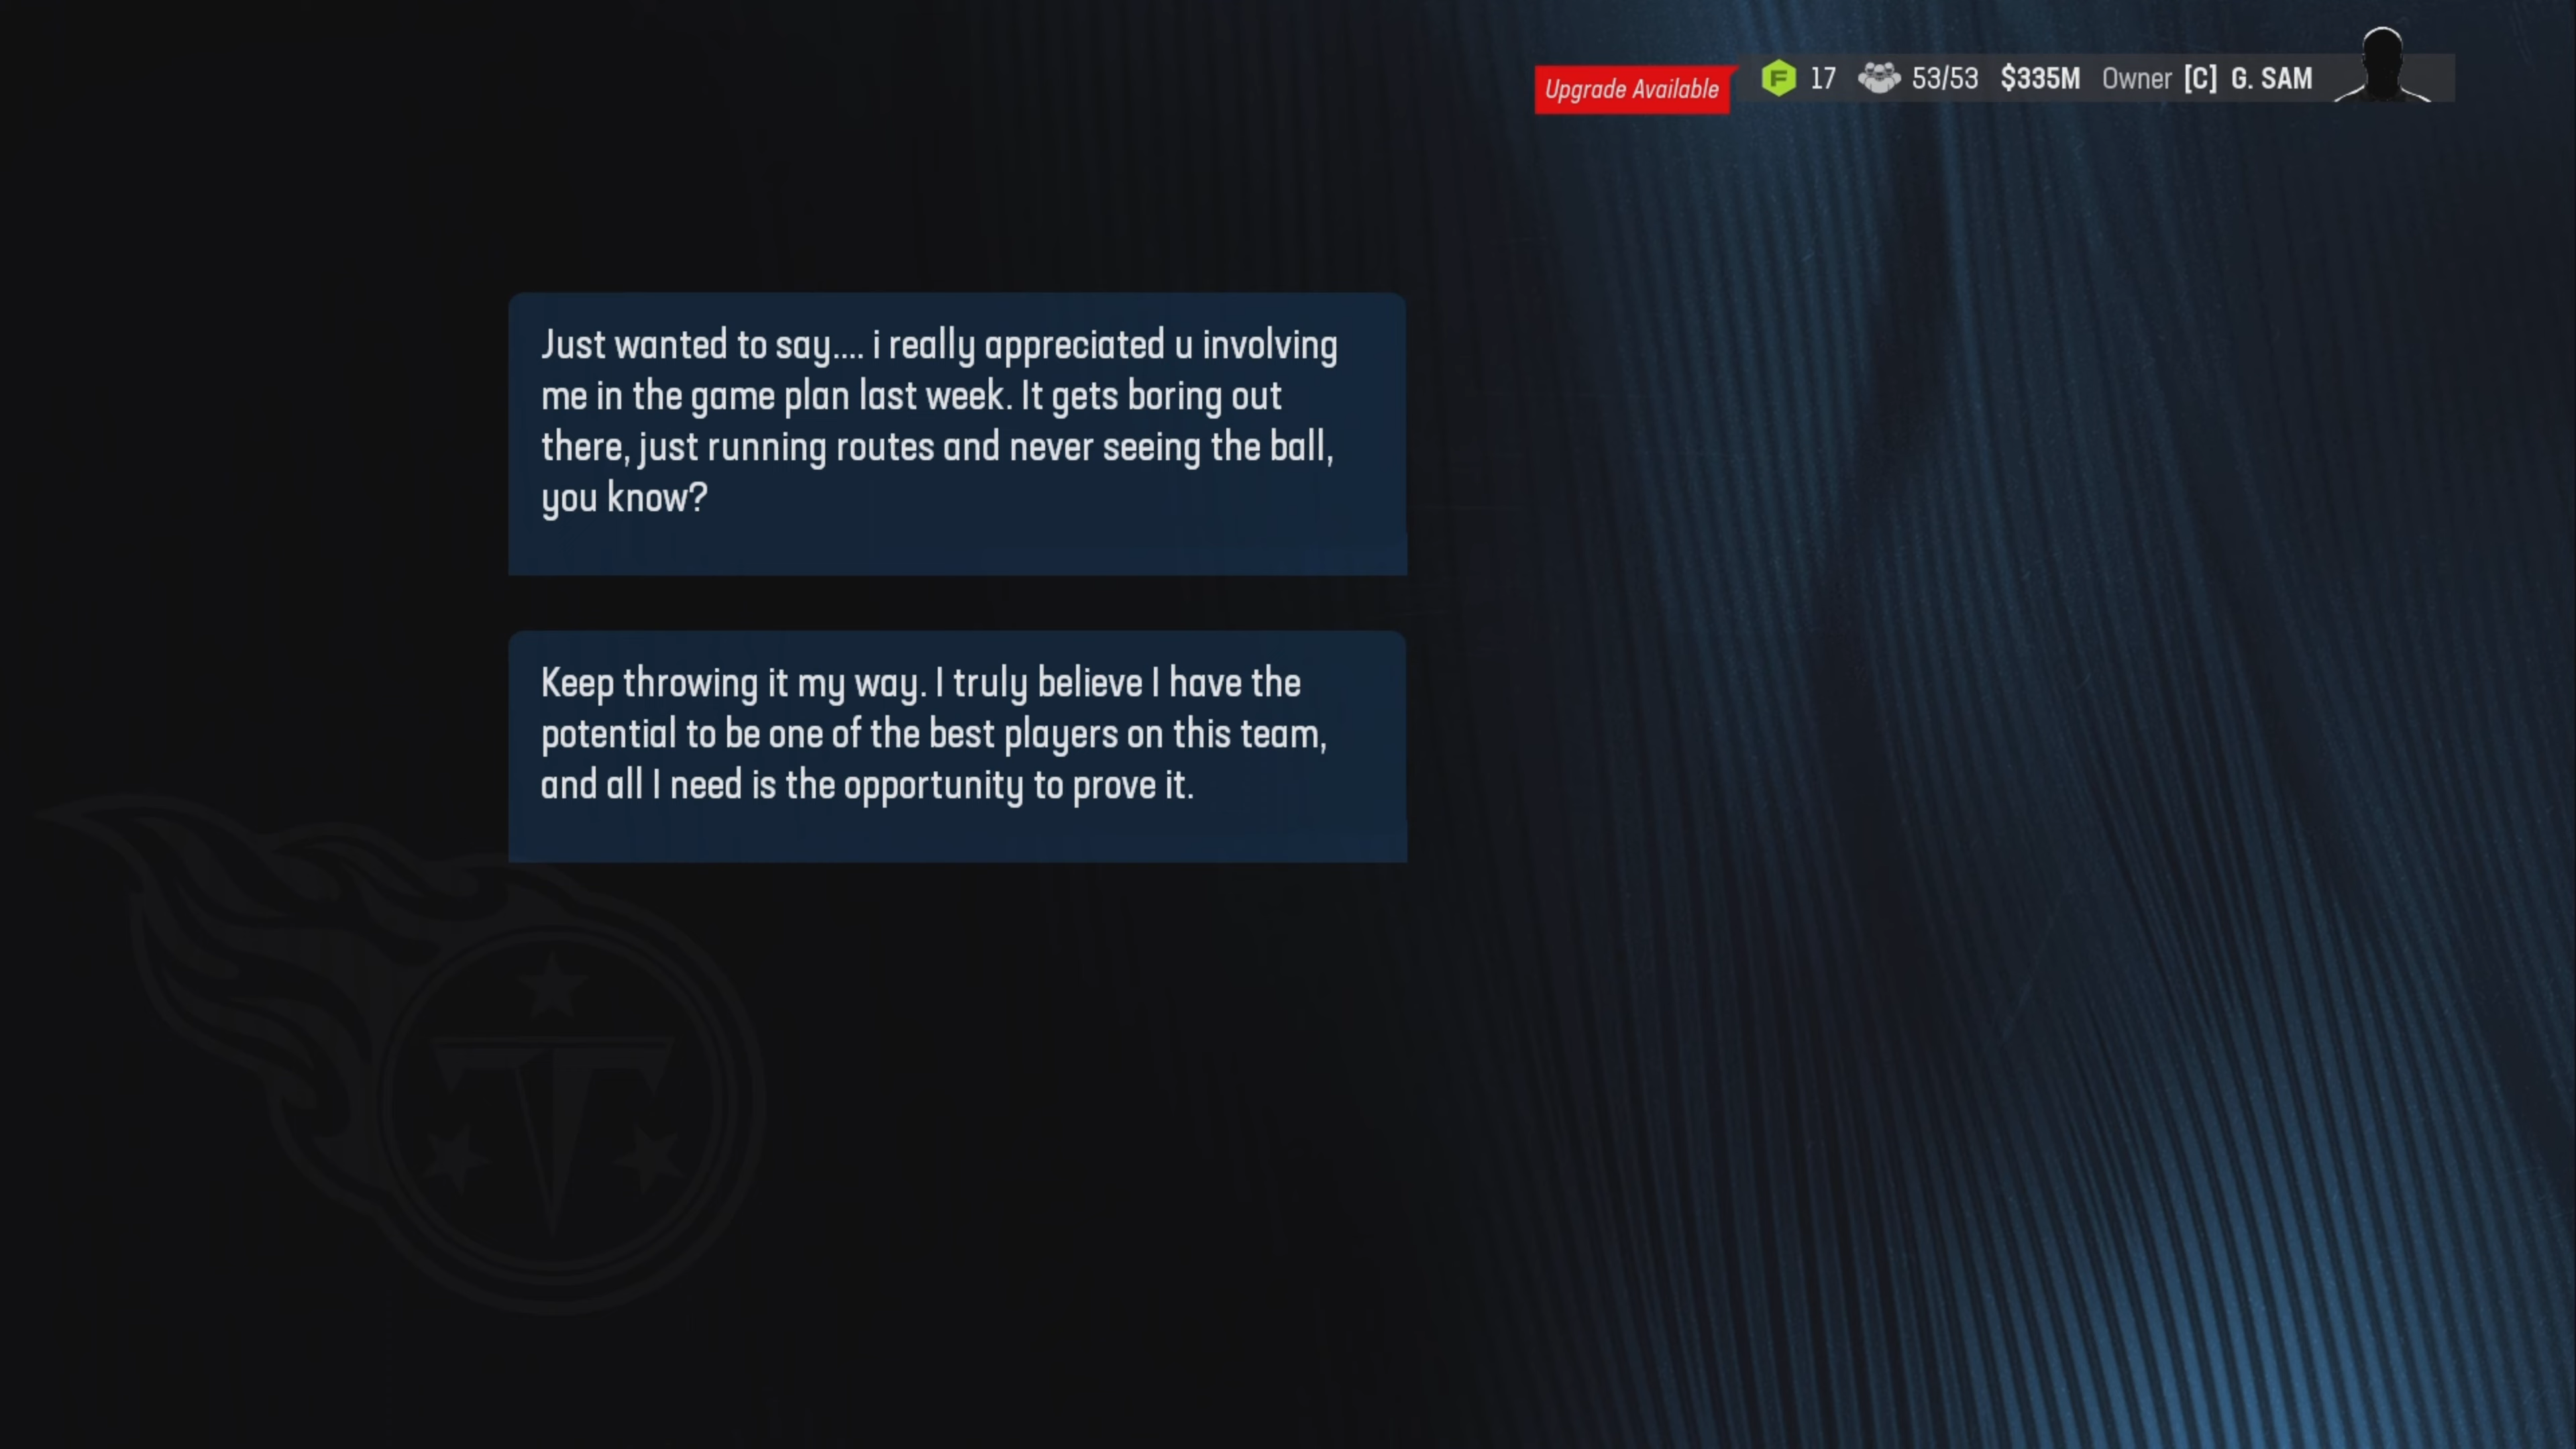 Upgrade Available
F 17 53/53 $335M Owner [C] G. SAM
Just wanted to say.... i really appreciated u involving
me in the game plan last week. It gets boring out
there, just running routes and never seeing the ball,
you know?
Keep throwing it my way. I truly believe I have the
potential to be one of the best players on this team,
and all I need is the opportunity to prove it.
T